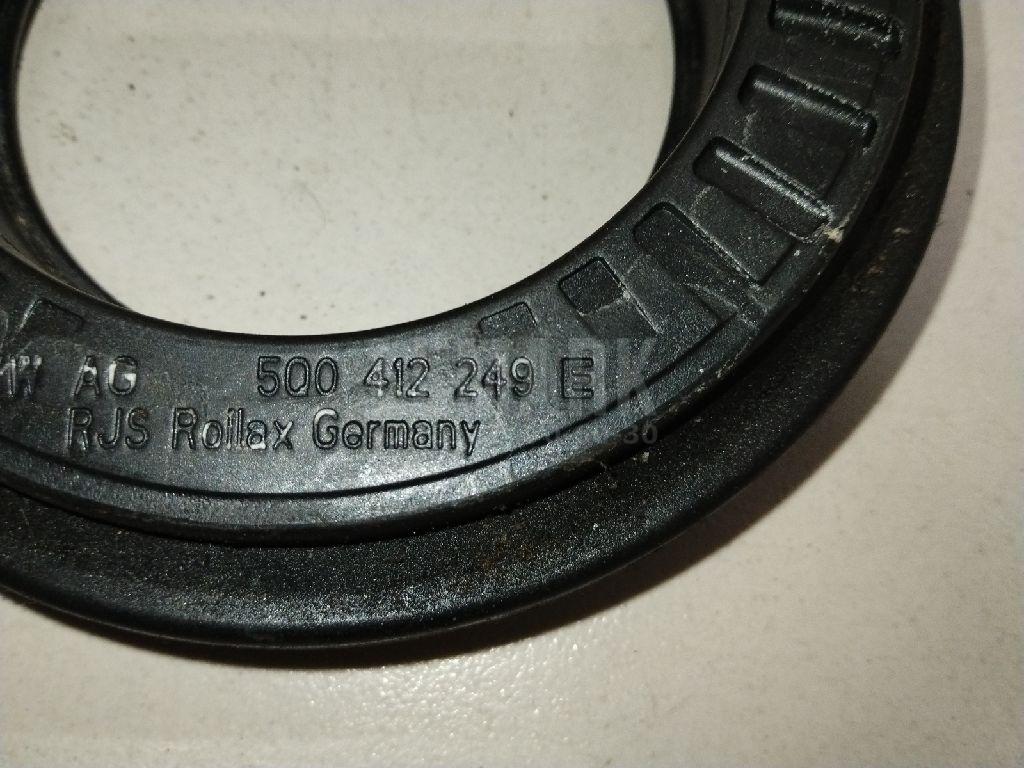 AG 5Q0 412 249 E
RJS Rollax Germany